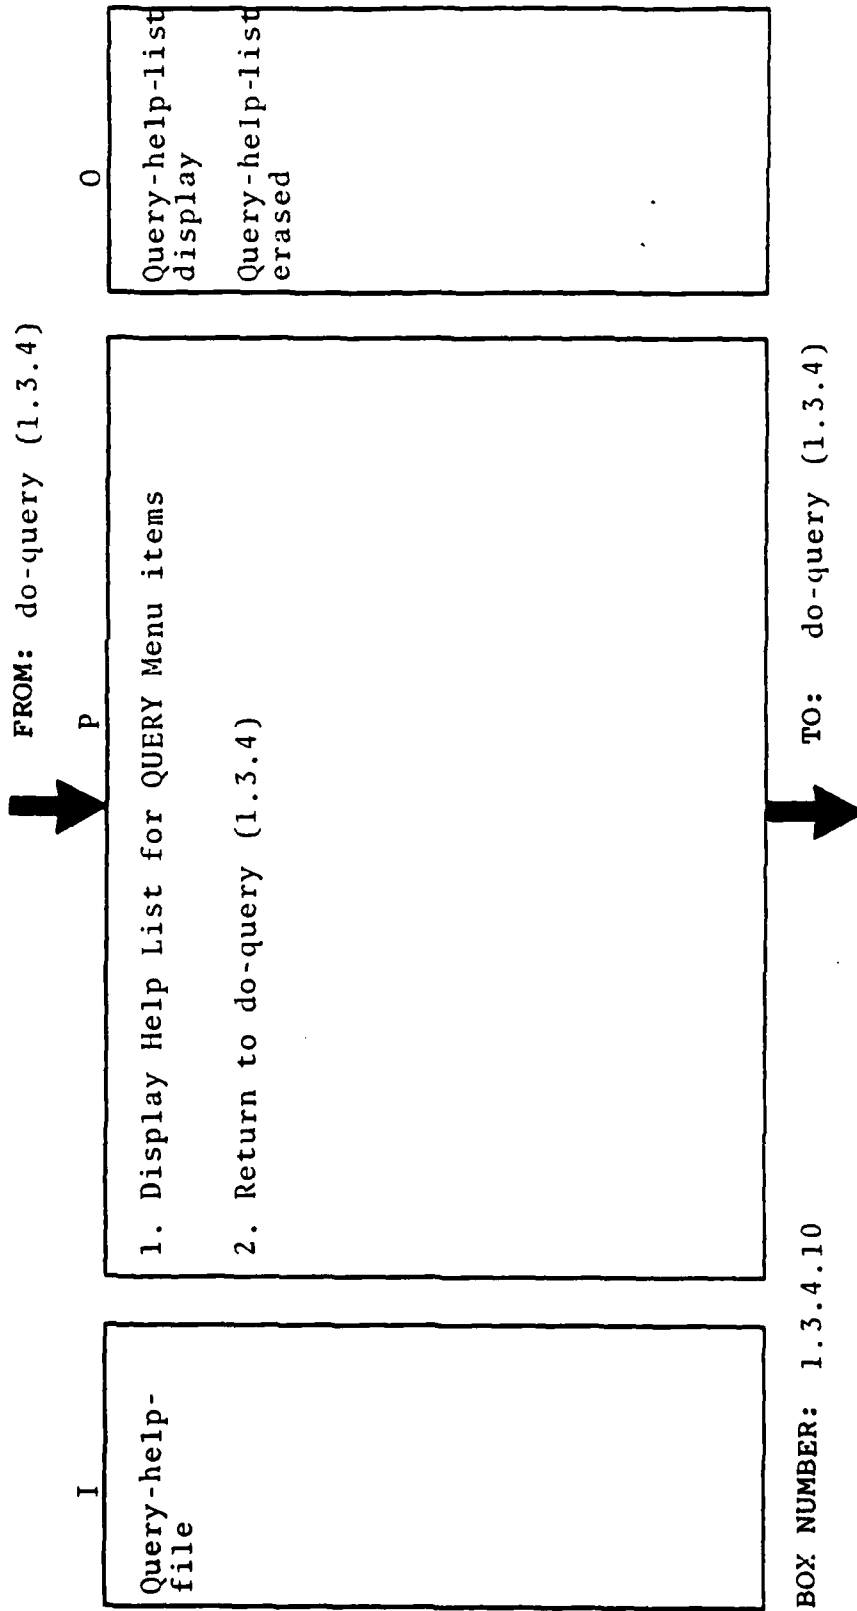 FROM: do-query (1.3.4)
I
P
O
Query-help-
file
1. Display Help List for QUERY Menu items
2. Return to do-query (1.3.4)
Query-help-list
display
Query-help-list
erased
BOX NUMBER: 1.3.4.10
TO: do-query (1.3.4)